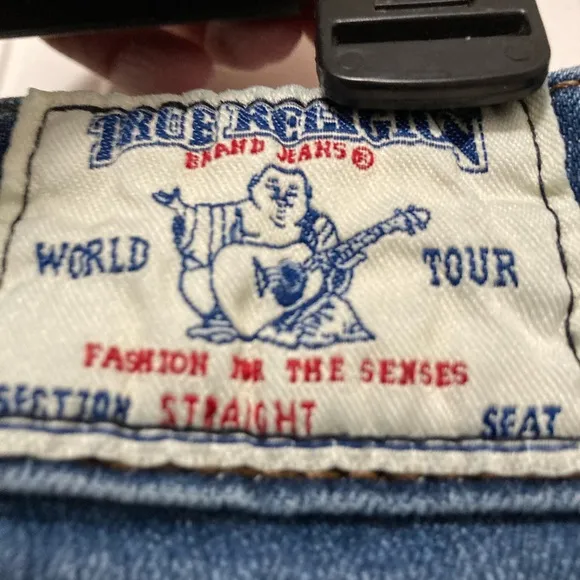 TRUE RELIGION
BRAND JEANS®
WORLD TOUR
FASHION FOR THE SENSES
SECTION STRAIGHT SEAT